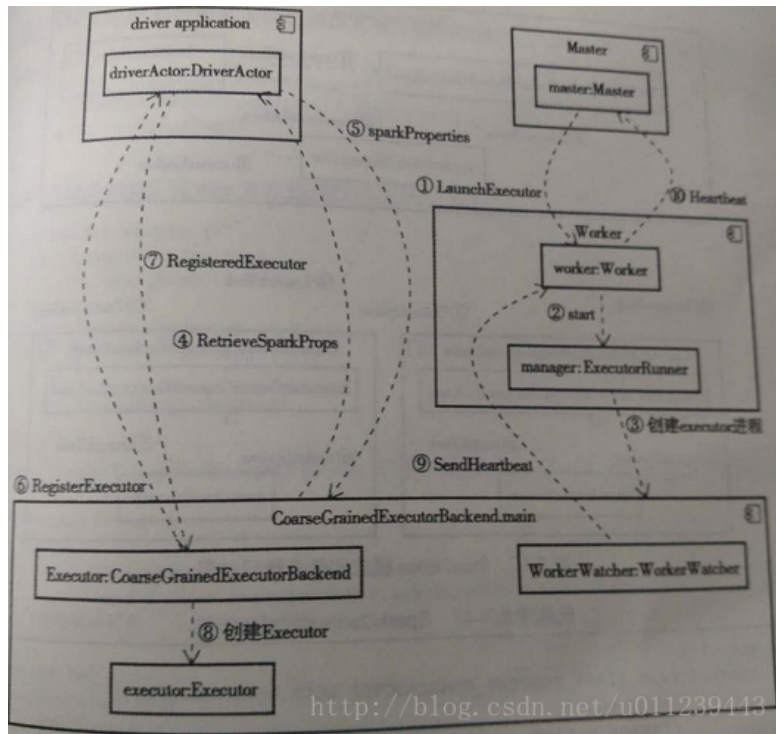 driver application
driverActor:DriverActor
Master
master:Master
⑤ sparkProperties
① LaunchExecutor
⑩ Heartbeat
Worker
worker:Worker
⑦ RegisteredExecutor
② start
④ RetrieveSparkProps
manager:ExecutorRunner
③ 创建executor进程
⑨ SendHeartbeat
⑥ RegisterExecutor
CoarseGrainedExecutorBackend.main
Executor:CoarseGrainedExecutorBackend
WorkerWatcher:WorkerWatcher
⑧ 创建Executor
executor:Executor
http://blog.csdn.net/u011239443